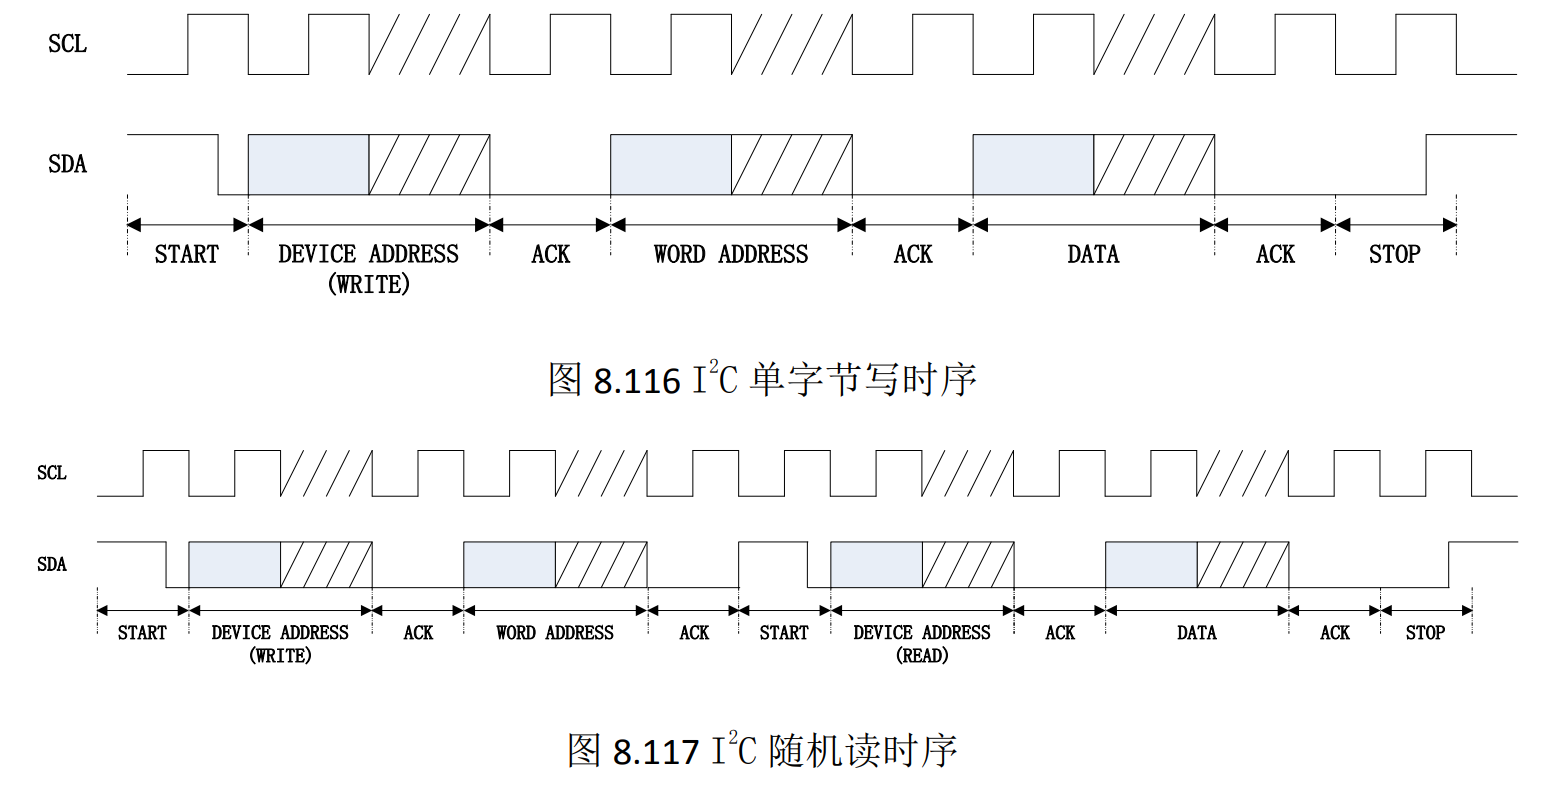 SCL
SDA
START DEVICE ADDRESS ACK WORD ADDRESS ACK DATA ACK STOP
(WRITE)
图 8.116 I²C 单字节写时序
SCL
SDA
START DEVICE ADDRESS ACK WORD ADDRESS ACK START DEVICE ADDRESS ACK DATA ACK STOP
(WRITE) (READ)
图 8.117 I²C 随机读时序